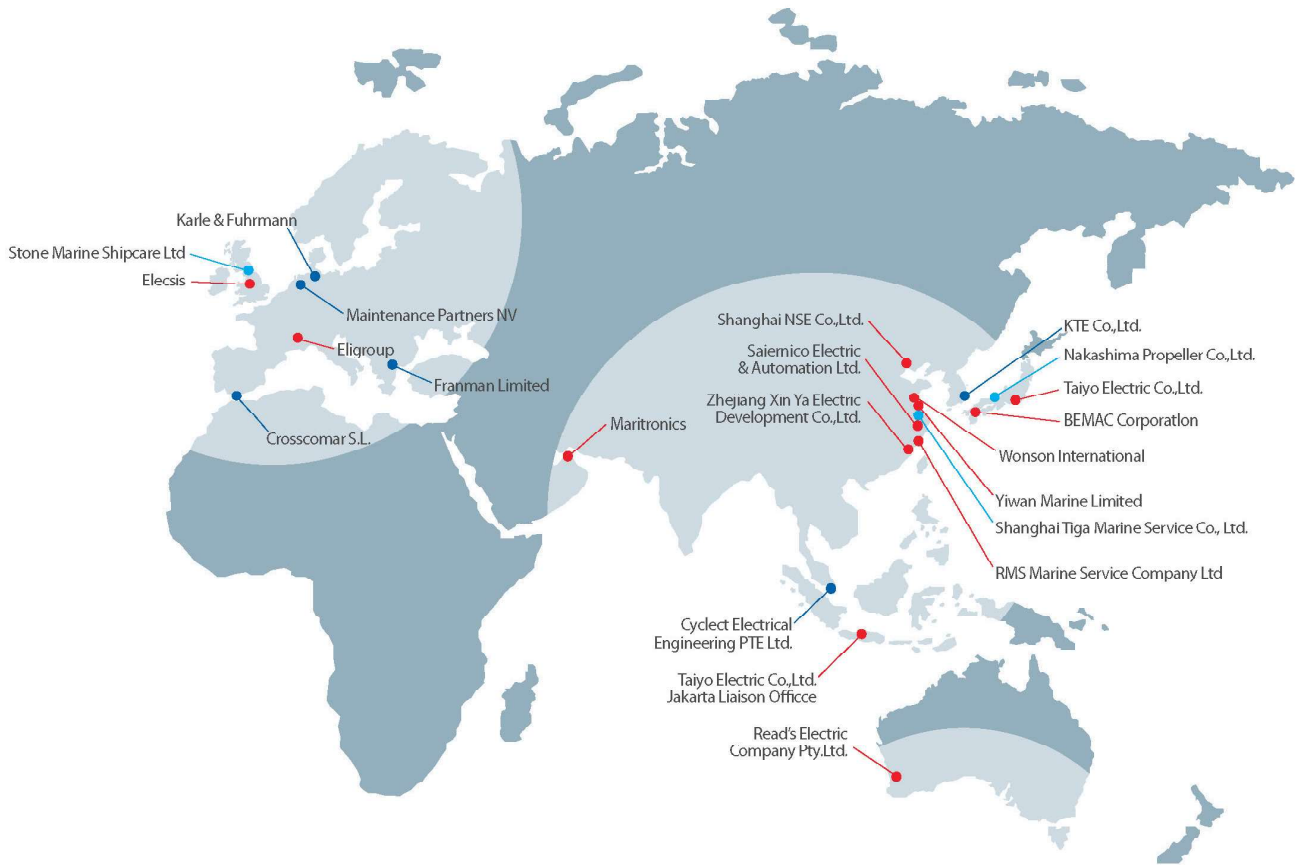 Karle & Fuhrmann
Stone Marine Shipcare Ltd
Elecsis
Maintenance Partners NV
Eligroup
Franman Limited
Crosscomar S.L.
Maritronics
Shanghai NSE Co.,Ltd.
Saiernico Electric
& Automation Ltd.
Zhejiang Xin Ya Electric
Development Co.,Ltd.
KTE Co.,Ltd.
Nakashima Propeller Co.,Ltd.
Taiyo Electric Co.,Ltd.
BEMAC CorporatIon
Wonson International
Yiwan Marine Limited
Shanghai Tiga Marine Service Co., Ltd.
RMS Marine Service Company Ltd
Cyclect Electrical
Engineering PTE Ltd.
Taiyo Electric Co.,Ltd.
Jakarta Liaison Officce
Read's Electric
Company Pty.Ltd.